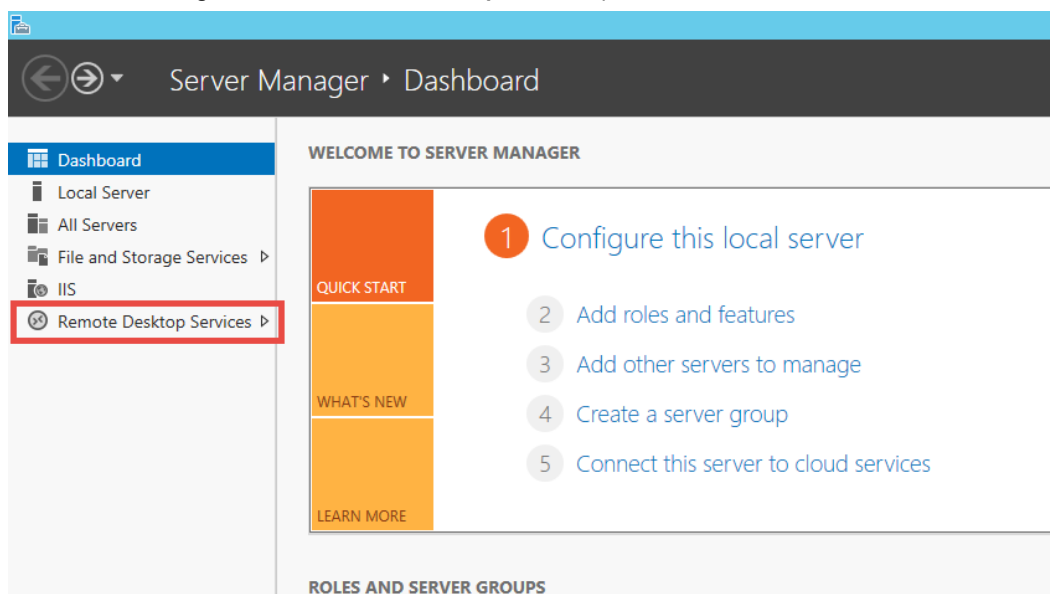 Server Manager ‣ Dashboard
Dashboard
Local Server
All Servers
File and Storage Services
IIS
Remote Desktop Services
WELCOME TO SERVER MANAGER
QUICK START
WHAT'S NEW
LEARN MORE
1 Configure this local server
2 Add roles and features
3 Add other servers to manage
4 Create a server group
5 Connect this server to cloud services
ROLES AND SERVER GROUPS